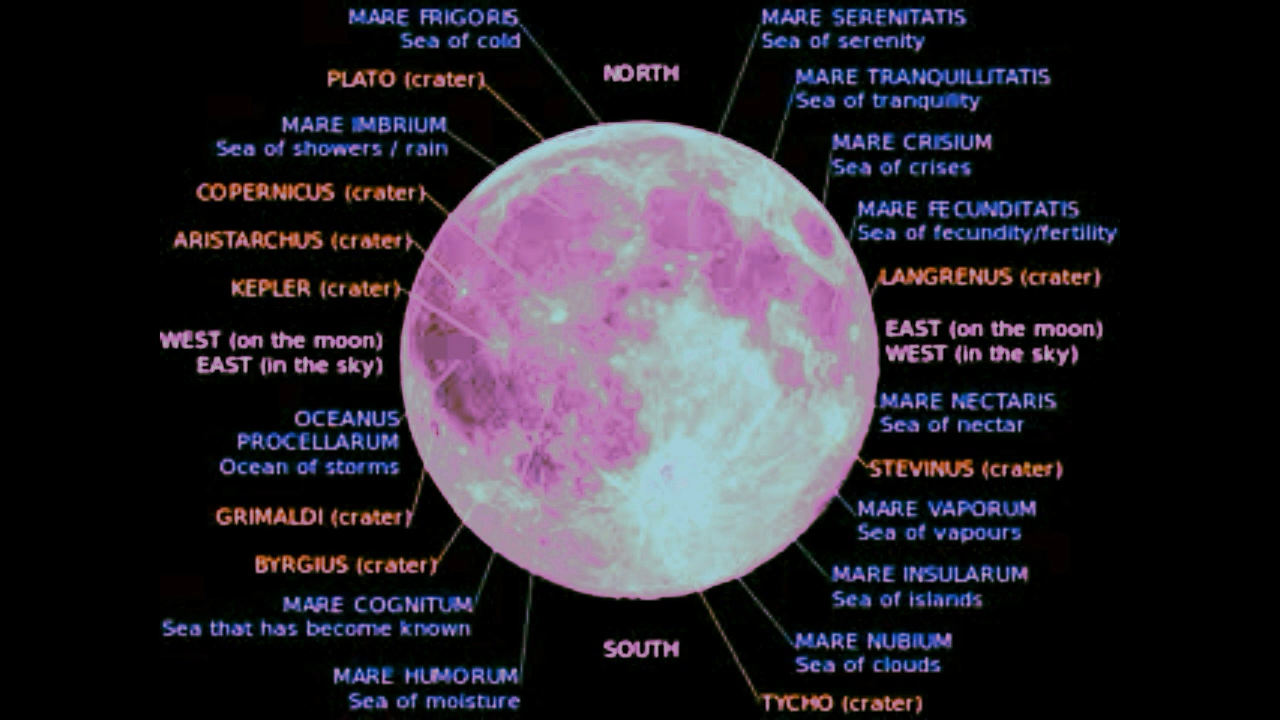 MARE FRIGORIS
Sea of cold
PLATO (crater)
MARE IMBRIUM
Sea of showers / rain
COPERNICUS (crater)
ARISTARCHUS (crater)
KEPLER (crater)
WEST (on the moon)
EAST (in the sky)
OCEANUS
PROCELLARUM
Ocean of storms
GRIMALDI (crater)
BYRGIUS (crater)
MARE COGNITUM
Sea that has become known
MARE HUMORUM
Sea of moisture
NORTH
SOUTH
MARE SERENITATIS
Sea of serenity
MARE TRANQUILLITATIS
Sea of tranquility
MARE CRISIUM
Sea of crises
MARE FECUNDITATIS
Sea of fecundity/fertility
LANGRENUS (crater)
EAST (on the moon)
WEST (in the sky)
MARE NECTARIS
Sea of nectar
STEVINUS (crater)
MARE VAPORUM
Sea of vapours
MARE INSULARUM
Sea of islands
MARE NUBIUM
Sea of clouds
TYCHO (crater)